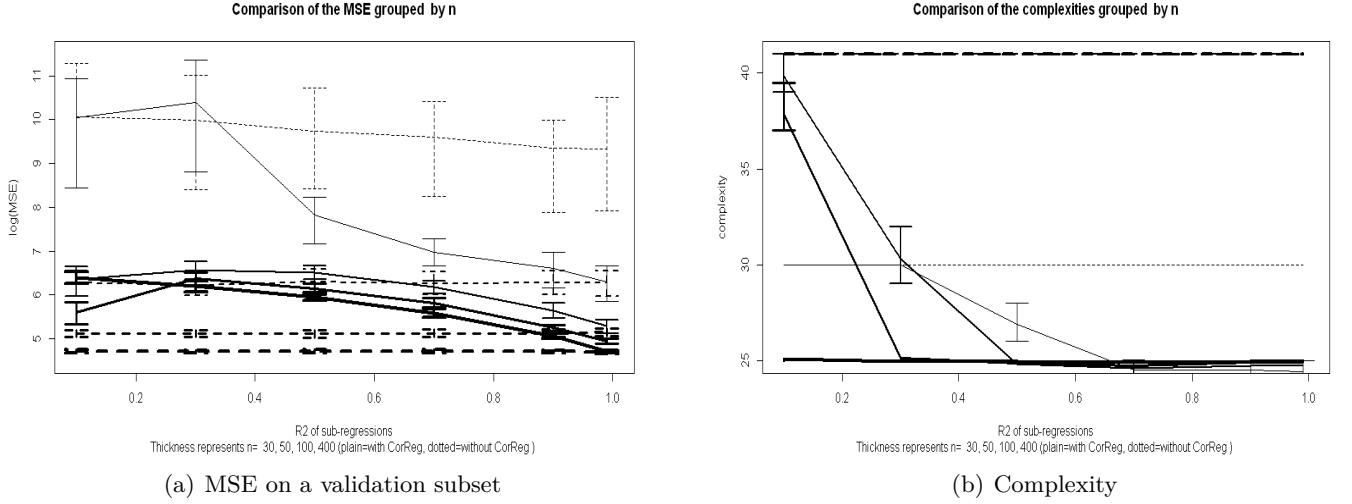 Comparison of the MSE grouped by n
log(MSE)
11
10
9
8
7
6
5
0.2 0.4 0.6 0.8 1.0
R2 of sub-regressions
Thickness represents n= 30, 50, 100, 400 (plain=with CorReg, dotted=without CorReg )
(a) MSE on a validation subset
Comparison of the complexities grouped by n
complexity
40
35
30
25
0.2 0.4 0.6 0.8 1.0
R2 of sub-regressions
Thickness represents n= 30, 50, 100, 400 (plain=with CorReg, dotted=without CorReg )
(b) Complexity